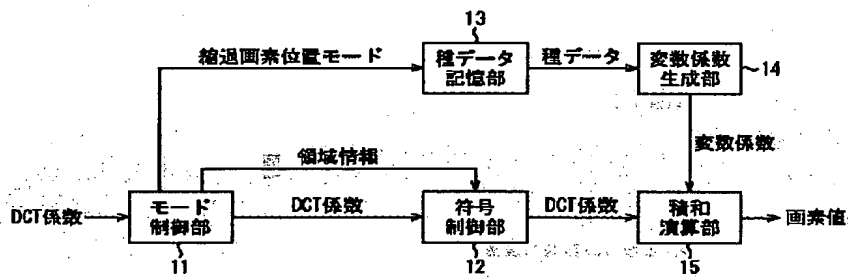 13
縮退画素位置モード
種データ
記憶部
種データ
変数係数
生成部
14
変数係数
領域情報
DCT係数
モード
制御部
DCT係数
符号
制御部
DCT係数
積和
演算部
画素値
11
12
15